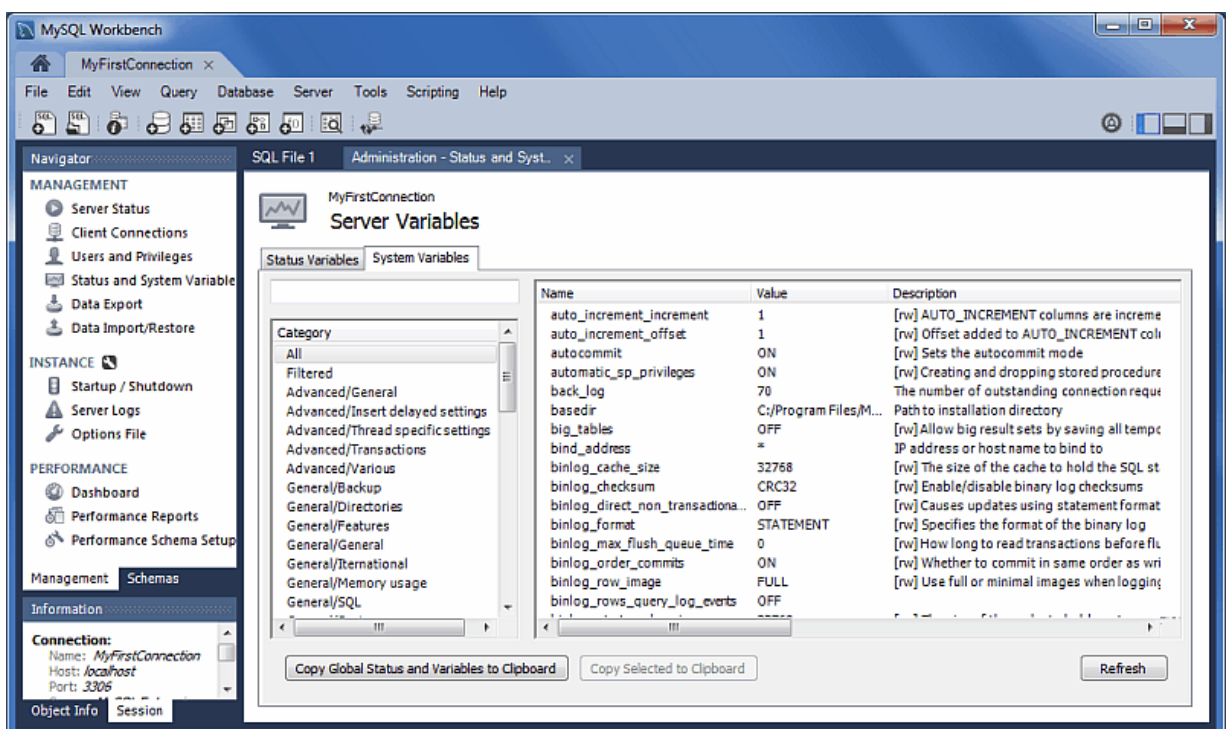 MySQL Workbench
MyFirstConnection ×
File Edit View Query Database Server Tools Scripting Help
Navigator
MANAGEMENT
Server Status
Client Connections
Users and Privileges
Status and System Variable
Data Export
Data Import/Restore
INSTANCE
Startup / Shutdown
Server Logs
Options File
PERFORMANCE
Dashboard
Performance Reports
Performance Schema Setup
Management Schemas
Information
Connection:
Name: MyFirstConnection
Host: localhost
Port: 3306
Object Info Session
SQL File 1 Administration - Status and Syst.. ×
MyFirstConnection
Server Variables
Status Variables System Variables
Category
All
Filtered
Advanced/General
Advanced/Insert delayed settings
Advanced/Thread specific settings
Advanced/Transactions
Advanced/Various
General/Backup
General/Directories
General/Features
General/General
General/Iternational
General/Memory usage
General/SQL
Name Value Description
auto_increment_increment 1 [rw] AUTO_INCREMENT columns are increme
auto_increment_offset 1 [rw] Offset added to AUTO_INCREMENT colu
autocommit ON [rw] Sets the autocommit mode
automatic_sp_privileges ON [rw] Creating and dropping stored procedure
back_log 70 The number of outstanding connection reque
basedir C:/Program Files/M... Path to installation directory
big_tables OFF [rw] Allow big result sets by saving all tempo
bind_address * IP address or host name to bind to
binlog_cache_size 32768 [rw] The size of the cache to hold the SQL st
binlog_checksum CRC32 [rw] Enable/disable binary log checksums
binlog_direct_non_transactiona... OFF [rw] Causes updates using statement format
binlog_format STATEMENT [rw] Specifies the format of the binary log
binlog_max_flush_queue_time 0 [rw] How long to read transactions before flu
binlog_order_commits ON [rw] Whether to commit in same order as wri
binlog_row_image FULL [rw] Use full or minimal images when logging
binlog_rows_query_log_events OFF
Copy Global Status and Variables to Clipboard Copy Selected to Clipboard Refresh